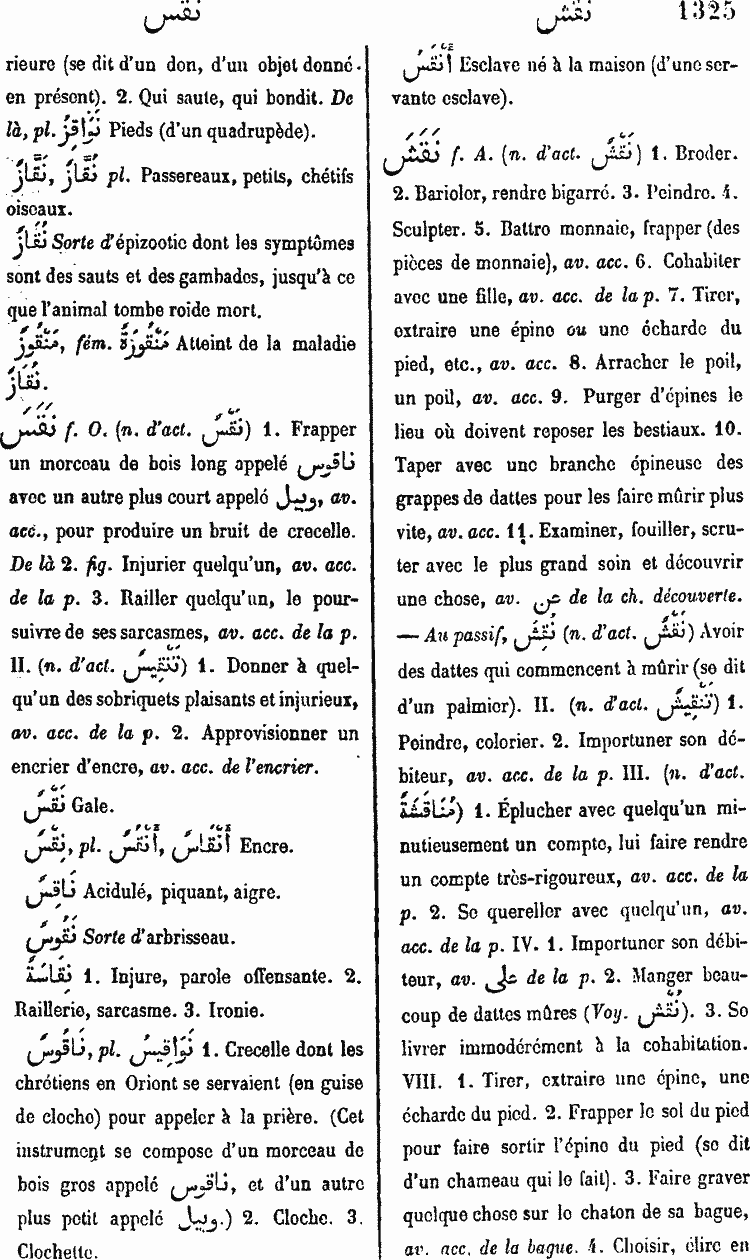 نقس
نقش
1325
rieure (se dit d'un don, d'un objet donné
en présent). 2. Qui saute, qui bondit. De
là, pl. نَوَاقِزُ Pieds (d'un quadrupède).
نُقَّازٌ, نَقَّازٌ pl. Passereaux, petits, chétifs
oiseaux.
نُقَازٌ Sorte d'épizootie dont les symptômes
sont des sauts et des gambades, jusqu'à ce
que l'animal tombe roide mort.
مَنْقُوزٌ, fém. مَنْقُوزَةٌ Atteint de la maladie
نُقَازٌ.
نَقَسَ f. O. (n. d'act. نَقْسٌ) 1. Frapper
un morceau de bois long appelé ناقوس
avec un autre plus court appelé وبيل, av.
acc., pour produire un bruit de crecelle.
De là 2. fig. Injurier quelqu'un, av. acc.
de la p. 3. Railler quelqu'un, le pour-
suivre de ses sarcasmes, av. acc. de la p.
II. (n. d'act. تَنْقِيسٌ) 1. Donner à quel-
qu'un des sobriquets plaisants et injurieux,
av. acc. de la p. 2. Approvisionner un
encrier d'encre, av. acc. de l'encrier.
نَقْسٌ Gale.
نِقْسٌ, pl. أَنْقُسٌ, أَنْقَاسٌ Encre.
نَاقِسٌ Acidulé, piquant, aigre.
نَقُوسٌ Sorte d'arbrisseau.
نِقَاسَةٌ 1. Injure, parole offensante. 2.
Raillerie, sarcasme. 3. Ironie.
نَاقُوسٌ, pl. نَوَاقِيسُ 1. Crecelle dont les
chrétiens en Orient se servaient (en guise
de cloche) pour appeler à la prière. (Cet
instrument se compose d'un morceau de
bois gros appelé ناقوس, et d'un autre
plus petit appelé وبيل.) 2. Cloche. 3.
Clochette.
أَنْقَسُ Esclave né à la maison (d'une ser-
vante esclave).
نَقَشَ f. A. (n. d'act. نَقْشٌ) 1. Broder.
2. Barioler, rendre bigarré. 3. Peindre. 4.
Sculpter. 5. Battre monnaie, frapper (des
pièces de monnaie), av. acc. 6. Cohabiter
avec une fille, av. acc. de la p. 7. Tirer,
extraire une épine ou une écharde du
pied, etc., av. acc. 8. Arracher le poil,
un poil, av. acc. 9. Purger d'épines le
lieu où doivent reposer les bestiaux. 10.
Taper avec une branche épineuse des
grappes de dattes pour les faire mûrir plus
vite, av. acc. 11. Examiner, fouiller, scru-
ter avec le plus grand soin et découvrir
une chose, av. عن de la ch. découverte.
— Au passif, نُقِشَ (n. d'act. نَقْشٌ) Avoir
des dattes qui commencent à mûrir (se dit
d'un palmier). II. (n. d'act. تَنْقِيشٌ) 1.
Peindre, colorier. 2. Importuner son dé-
biteur, av. acc. de la p. III. (n. d'act.
مُنَاقَشَةٌ) 1. Éplucher avec quelqu'un mi-
nutieusement un compte, lui faire rendre
un compte très-rigoureux, av. acc. de la
p. 2. Se quereller avec quelqu'un, av.
acc. de la p. IV. 1. Importuner son débi-
teur, av. على de la p. 2. Manger beau-
coup de dattes mûres (Voy. نَقْش). 3. Se
livrer immodérément à la cohabitation.
VIII. 1. Tirer, extraire une épine, une
écharde du pied. 2. Frapper le sol du pied
pour faire sortir l'épine du pied (se dit
d'un chameau qui le fait). 3. Faire graver
quelque chose sur le chaton de sa bague,
av. acc. de la bague. 4. Choisir, élire en